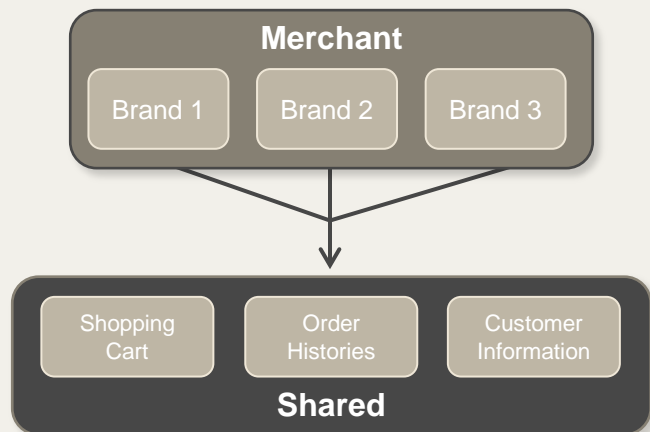 Merchant
Brand 1
Brand 2
Brand 3
Shopping
Cart
Order
Histories
Customer
Information
Shared